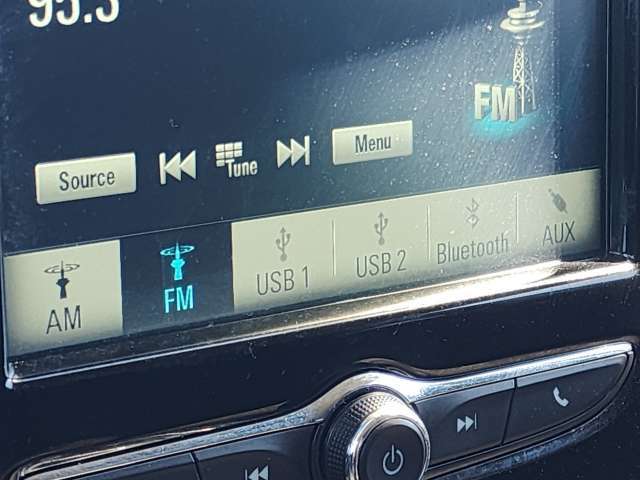 95.3
FM
Source
Tune
Menu
AM
FM
USB 1
USB 2
Bluetooth
AUX